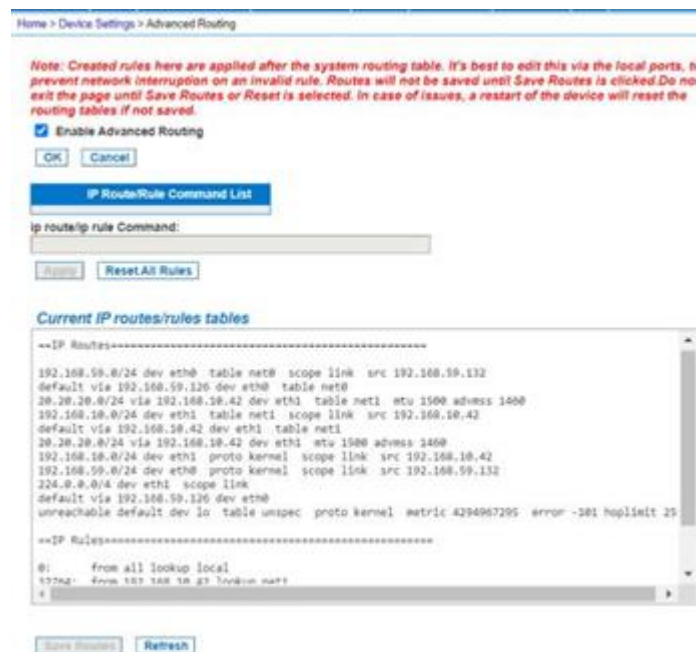 Home > Device Settings > Advanced Routing
Note: Created rules here are applied after the system routing table. It's best to edit this via the local ports, t
prevent network interruption on an invalid rule. Routes will not be saved until Save Routes is clicked.Do no
exit the page until Save Routes or Reset is selected. In case of issues, a restart of the device will reset the
routing tables if not saved.
Enable Advanced Routing
OK Cancel
IP Route/Rule Command List
ip route/ip rule Command:
Apply Reset All Rules
Current IP routes/rules tables
==IP Routes==================================================
192.168.59.0/24 dev eth0 table net0 scope link src 192.168.59.132
default via 192.168.59.126 dev eth0 table net0
20.20.20.0/24 via 192.168.10.42 dev eth1 table net1 mtu 1500 advmss 1460
192.168.10.0/24 dev eth1 table net1 scope link src 192.168.10.42
default via 192.168.10.42 dev eth1 table net1
20.20.20.0/24 via 192.168.10.42 dev eth1 mtu 1500 advmss 1460
192.168.10.0/24 dev eth1 proto kernel scope link src 192.168.10.42
192.168.59.0/24 dev eth0 proto kernel scope link src 192.168.59.132
224.0.0.0/4 dev eth1 scope link
default via 192.168.59.126 dev eth0
unreachable default dev lo table unspec proto kernel metric 4294967295 error -101 hoplimit 25
==IP Rules===================================================
0: from all lookup local
32764: from 192.168.10.42 lookup net1
Save Routes Refresh